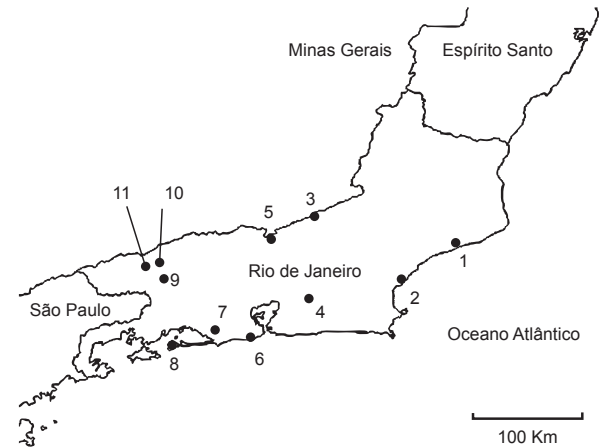 Minas Gerais
Espírito Santo
11
10
3
5
1
9
Rio de Janeiro
2
São Paulo
4
7
Oceano Atlântico
8
6
100 Km